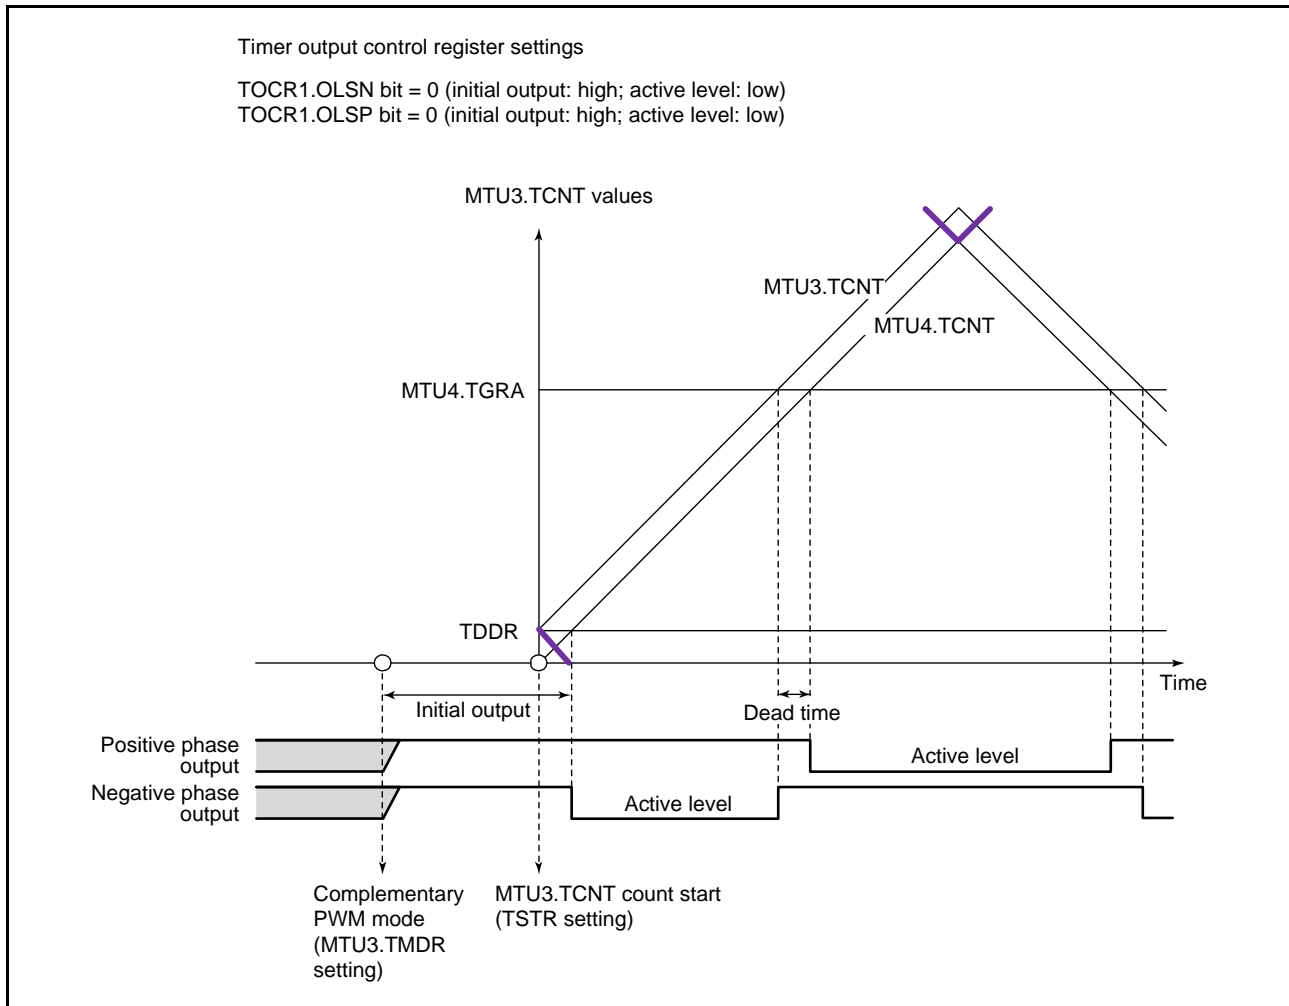 Timer output control register settings
TOCR1.OLSN bit = 0 (initial output: high; active level: low)
TOCR1.OLSP bit = 0 (initial output: high; active level: low)
MTU3.TCNT values
MTU3.TCNT
MTU4.TCNT
MTU4.TGRA
TDDR
Time
Initial output
Dead time
Positive phase
output
Active level
Negative phase
output
Active level
Complementary
PWM mode
(MTU3.TMDR
setting)
MTU3.TCNT count start
(TSTR setting)